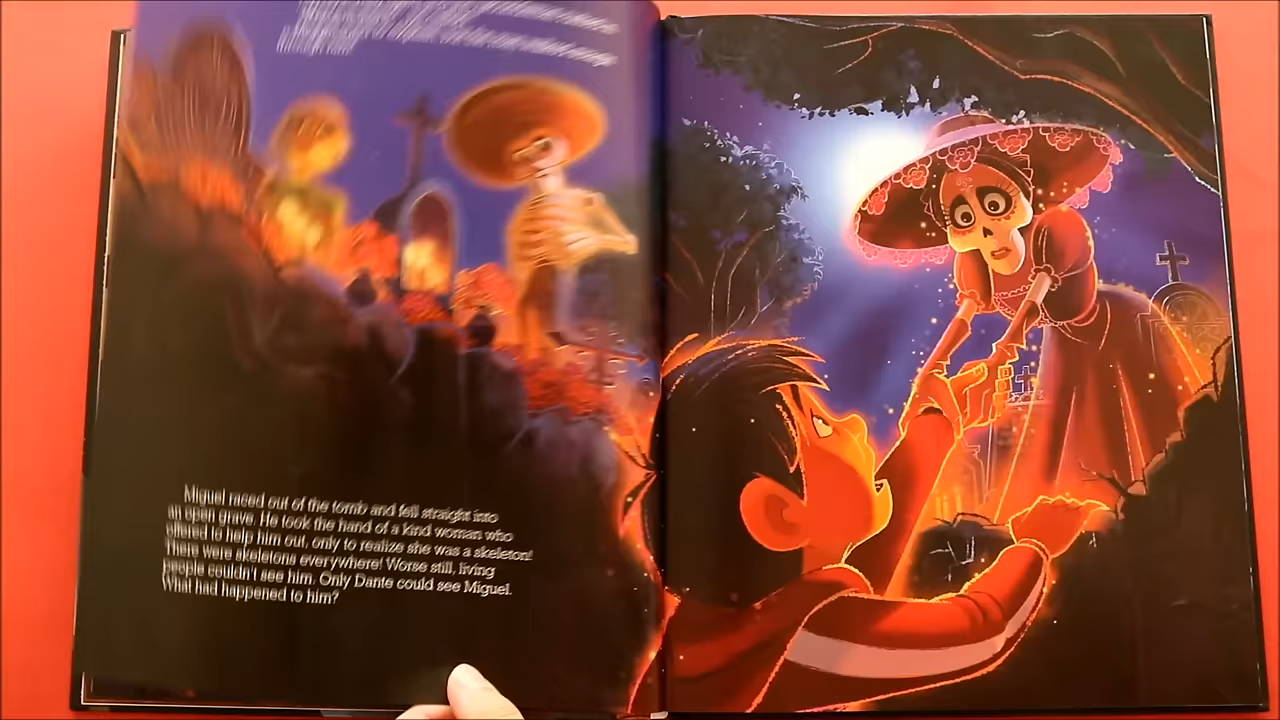 Miguel raced out of the tomb and fell straight into
an open grave. He took the hand of a kind woman who
offered to help him out, only to realize she was a skeleton!
There were skeletons everywhere! Worse still, living
people couldn't see him. Only Dante could see Miguel.
What had happened to him?